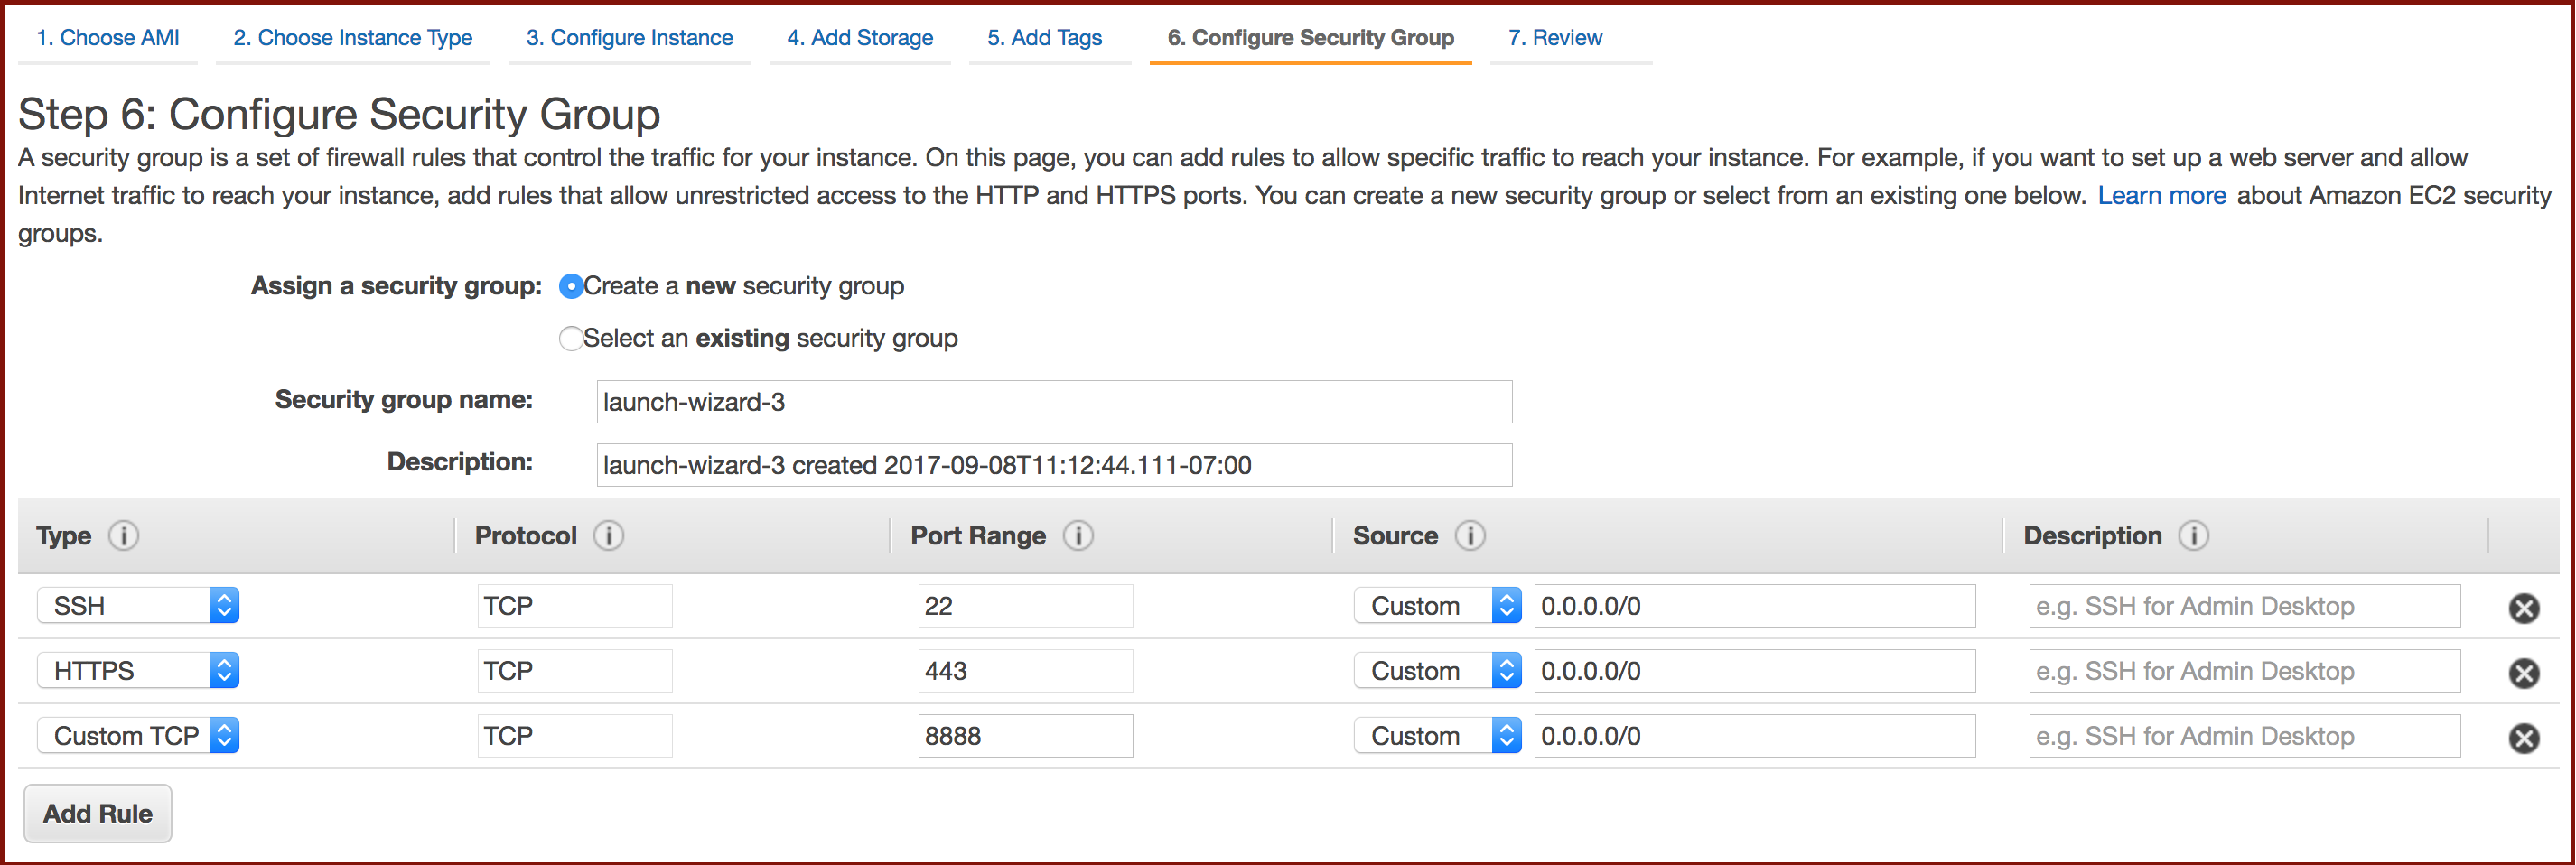 1. Choose AMI 2. Choose Instance Type 3. Configure Instance 4. Add Storage 5. Add Tags 6. Configure Security Group 7. Review
Step 6: Configure Security Group
A security group is a set of firewall rules that control the traffic for your instance. On this page, you can add rules to allow specific traffic to reach your instance. For example, if you want to set up a web server and allow
Internet traffic to reach your instance, add rules that allow unrestricted access to the HTTP and HTTPS ports. You can create a new security group or select from an existing one below. Learn more about Amazon EC2 security
groups.
Assign a security group: Create a new security group
Select an existing security group
Security group name: launch-wizard-3
Description: launch-wizard-3 created 2017-09-08T11:12:44.111-07:00
Type i Protocol i Port Range i Source i Description i
SSH TCP 22 Custom 0.0.0.0/0 e.g. SSH for Admin Desktop
HTTPS TCP 443 Custom 0.0.0.0/0 e.g. SSH for Admin Desktop
Custom TCP TCP 8888 Custom 0.0.0.0/0 e.g. SSH for Admin Desktop
Add Rule